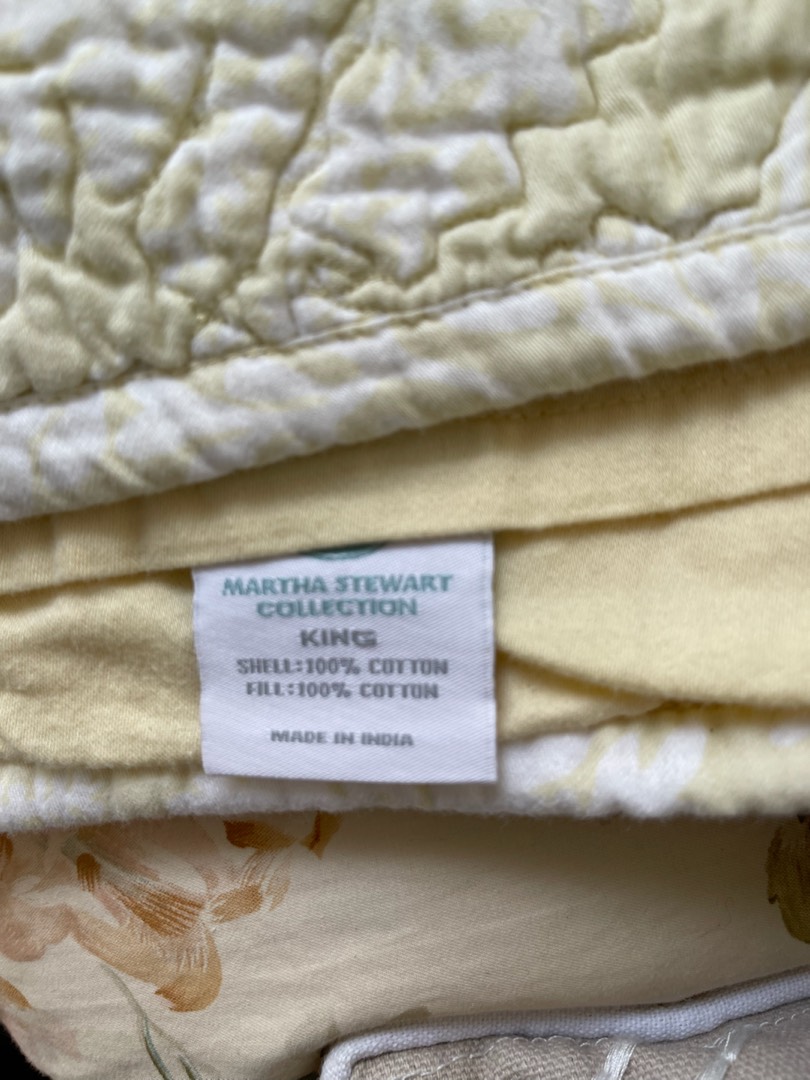 MARTHA STEWART
COLLECTION
KING
SHELL:100% COTTON
FILL:100% COTTON
MADE IN INDIA